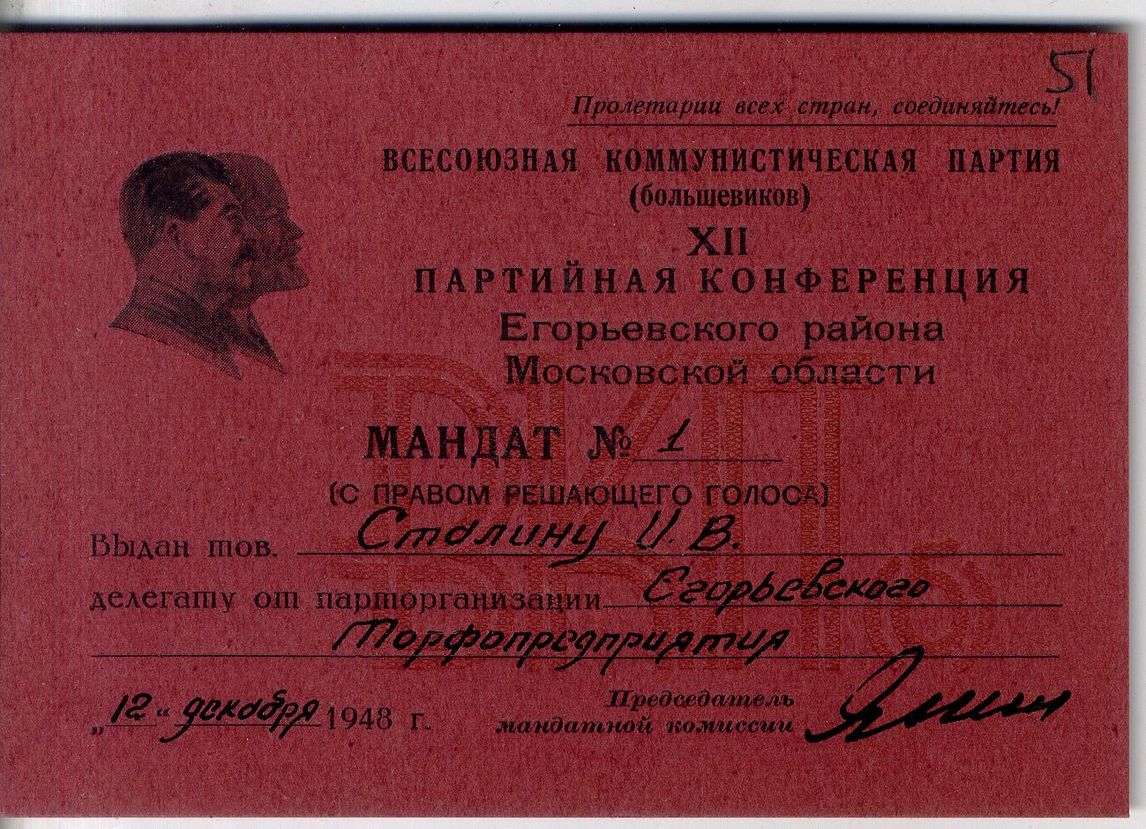 51
Пролетарии всех стран, соединяйтесь!
ВСЕСОЮЗНАЯ КОММУНИСТИЧЕСКАЯ ПАРТИЯ
(большевиков)
XII
ПАРТИЙНАЯ КОНФЕРЕНЦИЯ
Егорьевского района
Московской области
МАНДАТ № 1
(С ПРАВОМ РЕШАЮЩЕГО ГОЛОСА)
Выдан тов. Сталину И. В.
делегату от парторганизации Егорьевского
Торфопредприятия
„12“ декабря 1948 г.
Председатель
мандатной комиссии
ВКП(б)